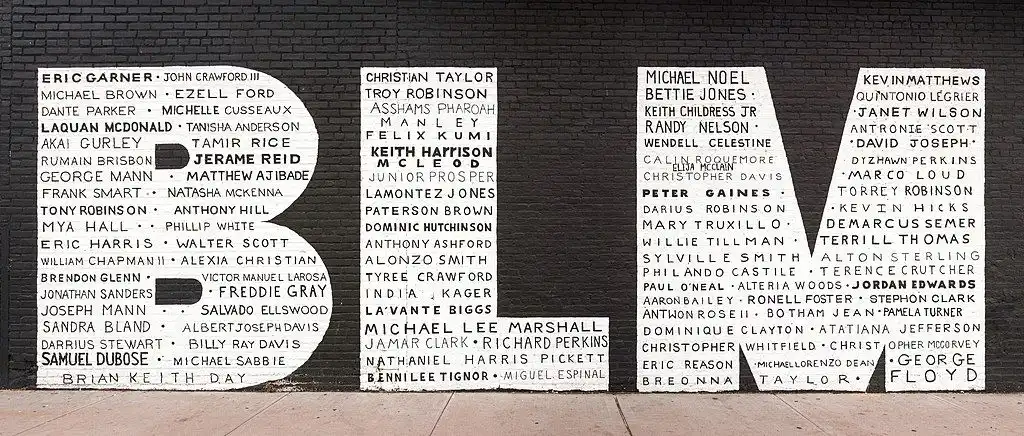 ERIC GARNER · JOHN CRAWFORD III
MICHAEL BROWN · EZELL FORD
DANTE PARKER · MICHELLE CUSSEAUX
LAQUAN MCDONALD · TANISHA ANDERSON
AKAI GURLEY · TAMIR RICE
RUMAIN BRISBON · JERAME REID
GEORGE MANN · MATTHEW AJIBADE
FRANK SMART · NATASHA MCKENNA
TONY ROBINSON · ANTHONY HILL
MYA HALL · · PHILLIP WHITE
ERIC HARRIS · WALTER SCOTT
WILLIAM CHAPMAN II · ALEXIA CHRISTIAN
BRENDON GLENN · VICTOR MANUEL LAROSA
JONATHAN SANDERS · FREDDIE GRAY
JOSEPH MANN · · SALVADO ELLSWOOD
SANDRA BLAND · ALBERT JOSEPH DAVIS
DARRIUS STEWART · BILLY RAY DAVIS
SAMUEL DUBOSE · MICHAEL SABBIE
BRIAN KEITH DAY
CHRISTIAN TAYLOR
TROY ROBINSON
ASSHAMS PHAROAH
MANLEY
FELIX KUMI
KEITH HARRISON
MCLEOD
JUNIOR PROSPER
LAMONTEZ JONES
PATERSON BROWN
DOMINIC HUTCHINSON
ANTHONY ASHFORD
ALONZO SMITH
TYREE CRAWFORD
INDIA KAGER
LA'VANTE BIGGS
MICHAEL LEE MARSHALL
JAMAR CLARK · RICHARD PERKINS
NATHANIEL HARRIS PICKETT
BENNI LEE TIGNOR · MIGUEL ESPINAL
MICHAEL NOEL
BETTIE JONES ·
KEITH CHILDRESS JR
RANDY NELSON ·
WENDELL CELESTINE
CALIN ROQUEMORE
ELIJA MCCLAIN
CHRISTOPHER DAVIS
PETER GAINES ·
DARIUS ROBINSON
MARY TRUXILLO ·
WILLIE TILLMAN ·
KEVIN MATTHEWS
QUINTONIO LÉGRIER
· JANET WILSON
ANTRONIE SCOTT
· DAVID JOSEPH ·
DYZHAWN PERKINS
· MARCO LOUD
TORREY ROBINSON
· KEVIN HICKS
DEMARCUS SEMER
TERRILL THOMAS
SYLVILLE SMITH · ALTON STERLING
PHILANDO CASTILE · TERENCE CRUTCHER
PAUL O'NEAL · ALTERIA WOODS · JORDAN EDWARDS
AARON BAILEY · RONELL FOSTER · STEPHON CLARK
ANTWON ROSE II · BOTHAM JEAN · PAMELA TURNER
DOMINIQUE CLAYTON · ATATIANA JEFFERSON
CHRISTOPHER WHITFIELD · CHRISTOPHER MCCORVEY
ERIC REASON · MICHAEL LORENZO DEAN
BREONNA TAYLOR ·
· GEORGE
FLOYD